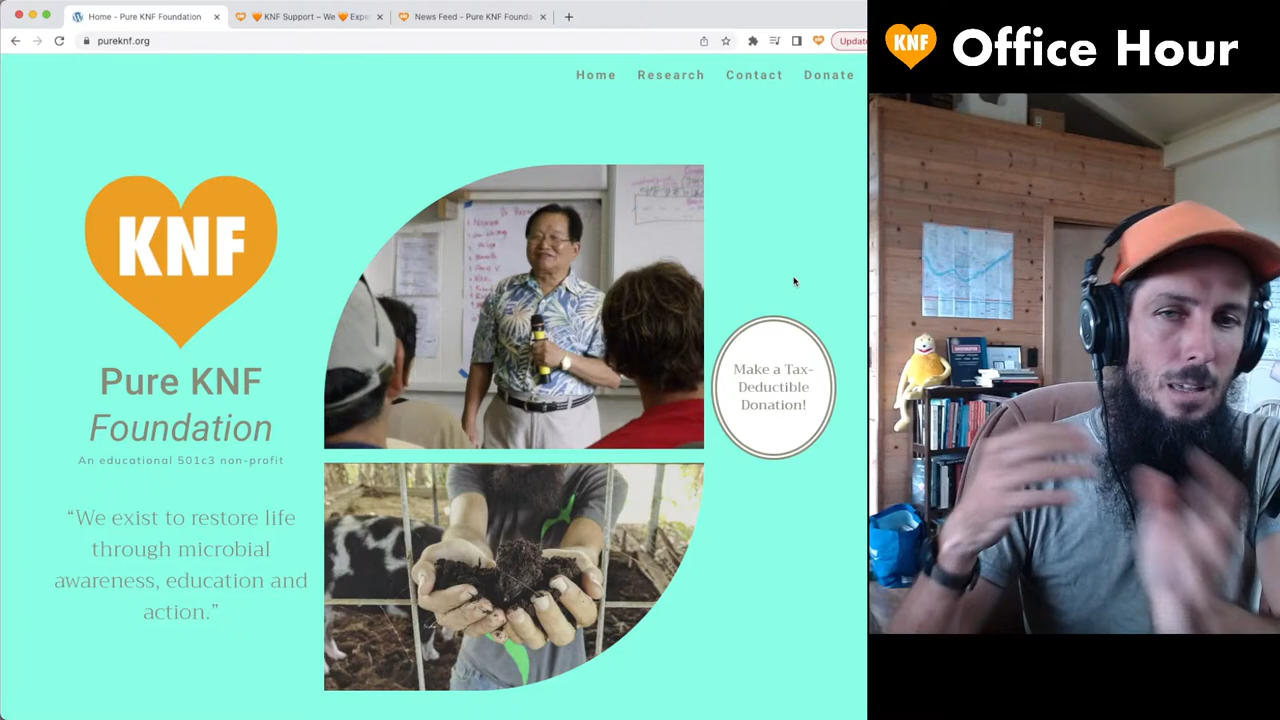 Home - Pure KNF Foundation
🧡 KNF Support – We 🧡 Expe
News Feed - Pure KNF Founda
pureknf.org
Update
KNF
Office Hour
Home Research Contact Donate
KNF
Pure KNF
Foundation
An educational 501c3 non-profit
“We exist to restore life
through microbial
awareness, education and
action.”
Make a Tax-
Deductible
Donation!